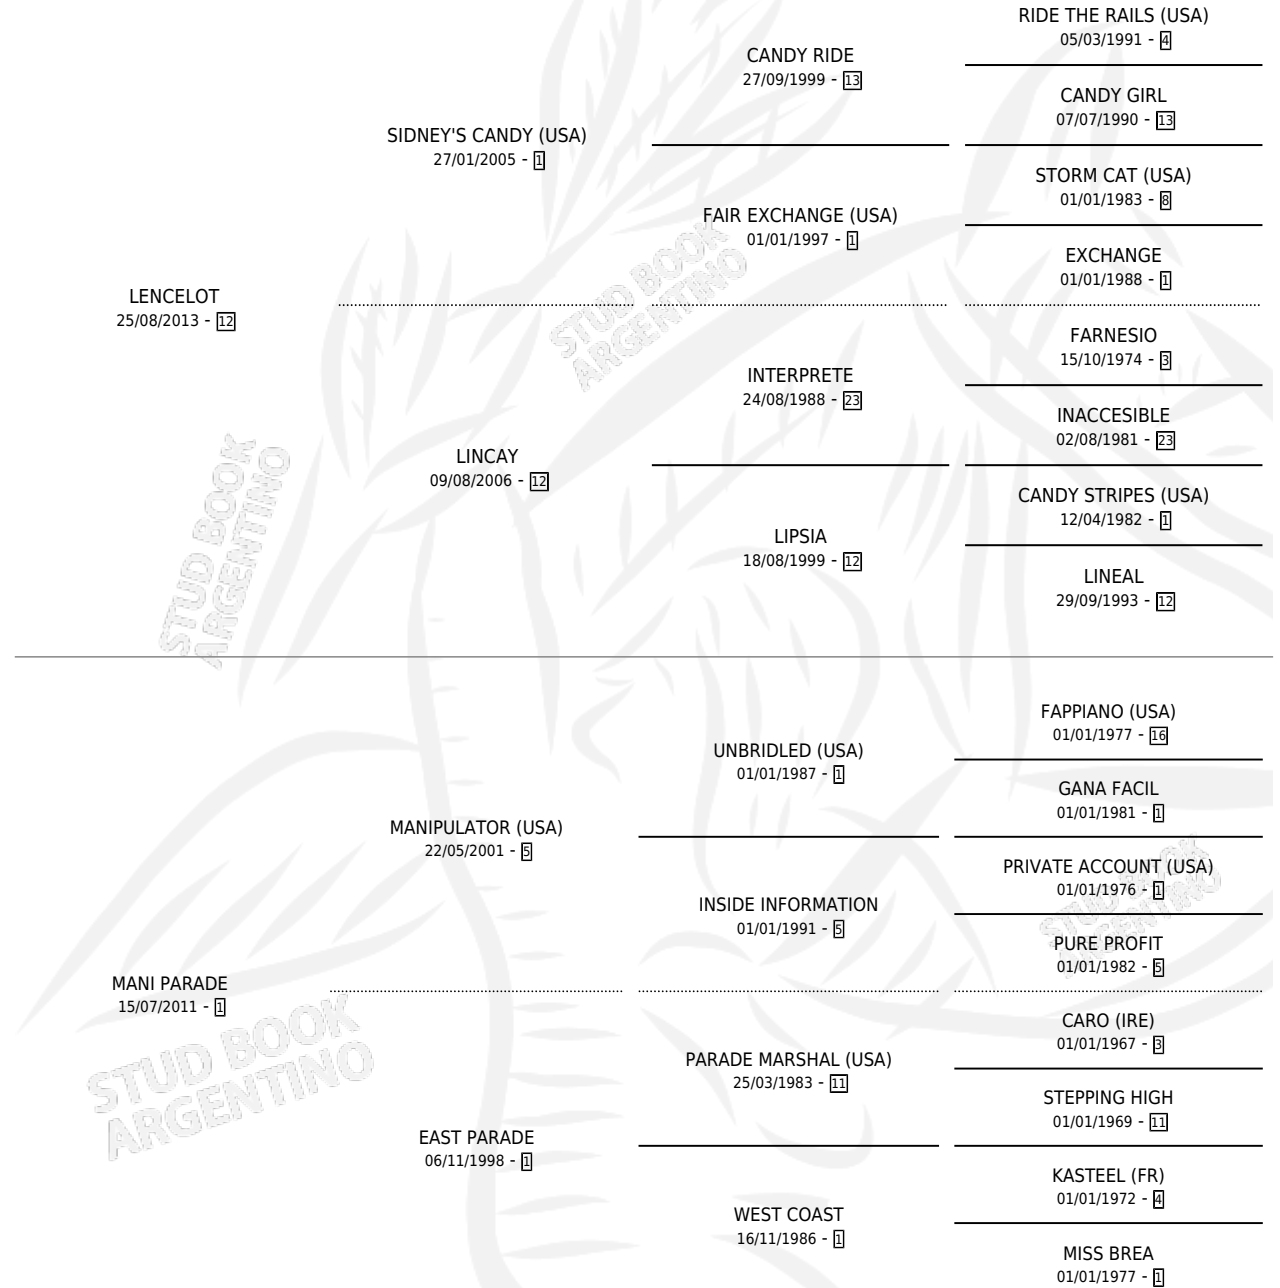 RIDE THE RAILS (USA)
05/03/1991 - 4
CANDY RIDE
27/09/1999 - 13
CANDY GIRL
07/07/1990 - 13
SIDNEY'S CANDY (USA)
27/01/2005 - 1
STORM CAT (USA)
01/01/1983 - 8
FAIR EXCHANGE (USA)
01/01/1997 - 1
EXCHANGE
01/01/1988 - 1
LENCELOT
25/08/2013 - 12
FARNESIO
15/10/1974 - 3
INTERPRETE
24/08/1988 - 23
INACCESIBLE
02/08/1981 - 23
LINCAY
09/08/2006 - 12
CANDY STRIPES (USA)
12/04/1982 - 1
LIPSIA
18/08/1999 - 12
LINEAL
29/09/1993 - 12
STUD BOOK
ARGENTINO
STUD BOOK
ARGENTINO
FAPPIANO (USA)
01/01/1977 - 16
UNBRIDLED (USA)
01/01/1987 - 1
GANA FACIL
01/01/1981 - 1
MANIPULATOR (USA)
22/05/2001 - 5
PRIVATE ACCOUNT (USA)
01/01/1976 - 1
INSIDE INFORMATION
01/01/1991 - 5
PURE PROFIT
01/01/1982 - 5
MANI PARADE
15/07/2011 - 1
CARO (IRE)
01/01/1967 - 3
PARADE MARSHAL (USA)
25/03/1983 - 11
STEPPING HIGH
01/01/1969 - 11
EAST PARADE
06/11/1998 - 1
KASTEEL (FR)
01/01/1972 - 4
WEST COAST
16/11/1986 - 1
MISS BREA
01/01/1977 - 1
STUD BOOK
ARGENTINO
STUD BOOK
ARGENTINO